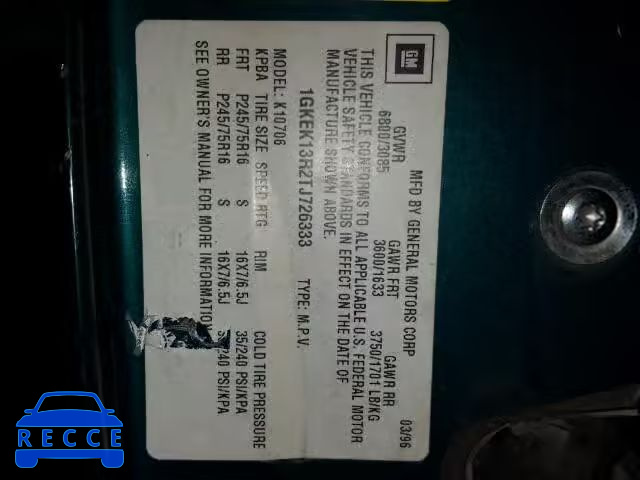 GM
MFD BY GENERAL MOTORS CORP 03/96
GVWR GAWR FRT GAWR RR
6800/3085 3600/1633 3750/1701 LB/KG
THIS VEHICLE CONFORMS TO ALL APPLICABLE U.S. FEDERAL MOTOR
VEHICLE SAFETY STANDARDS IN EFFECT ON THE DATE OF
MANUFACTURE SHOWN ABOVE.
1GKEK13R2TJ726333 TYPE: M.P.V.
MODEL: K10706
KPBA TIRE SIZE SPEED RTG RIM COLD TIRE PRESSURE
FRT P245/75R16 S 16X7/6.5J 35/240 PSI/KPA
RR P245/75R16 S 16X7/6.5J /240 PSI/KPA
SEE OWNER'S MANUAL FOR MORE INFORMATION
RECCE